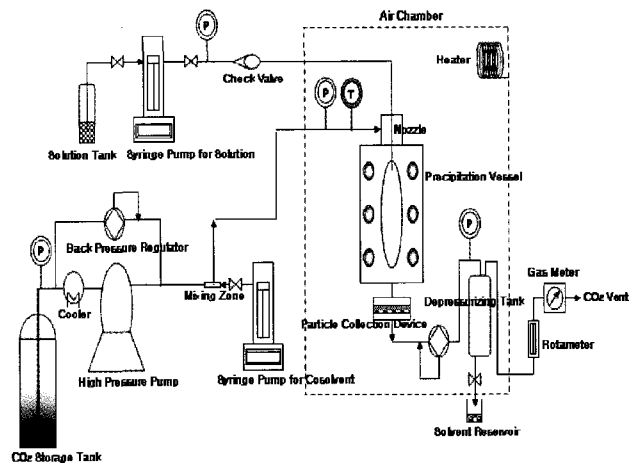 Air Chamber
P
Heater
Check Valve
P
T
Nozzle
Solution Tank
Syringe Pump for Solution
Precipitation Vessel
P
Back Pressure Regulator
P
Gas Meter
Mixing Zone
Depressurizing Tank
CO₂ Vent
Cooler
Particle Collection Device
Rotameter
High Pressure Pump
Syringe Pump for Cosolvent
Solvent Reservoir
CO₂ Storage Tank